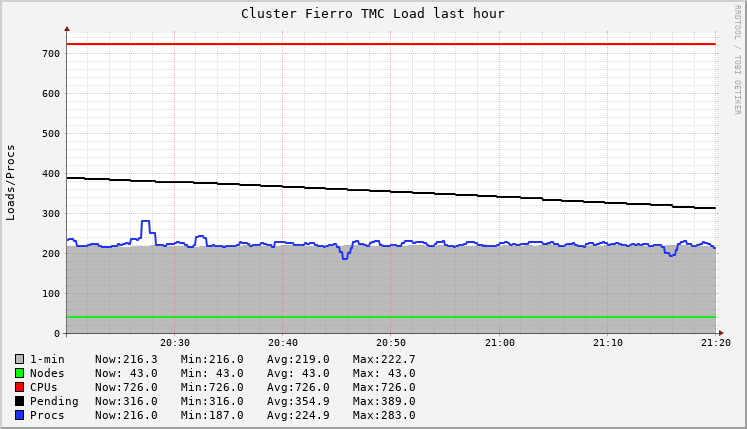 Cluster Fierro TMC Load last hour
RRDTOOL / TOBI OETIKER
Loads/Procs
700
600
500
400
300
200
100
0
20:30 20:40 20:50 21:00 21:10 21:20
1-min Now:216.3 Min:216.0 Avg:219.0 Max:222.7
Nodes Now: 43.0 Min: 43.0 Avg: 43.0 Max: 43.0
CPUs Now:726.0 Min:726.0 Avg:726.0 Max:726.0
Pending Now:316.0 Min:316.0 Avg:354.9 Max:389.0
Procs Now:216.0 Min:187.0 Avg:224.9 Max:283.0